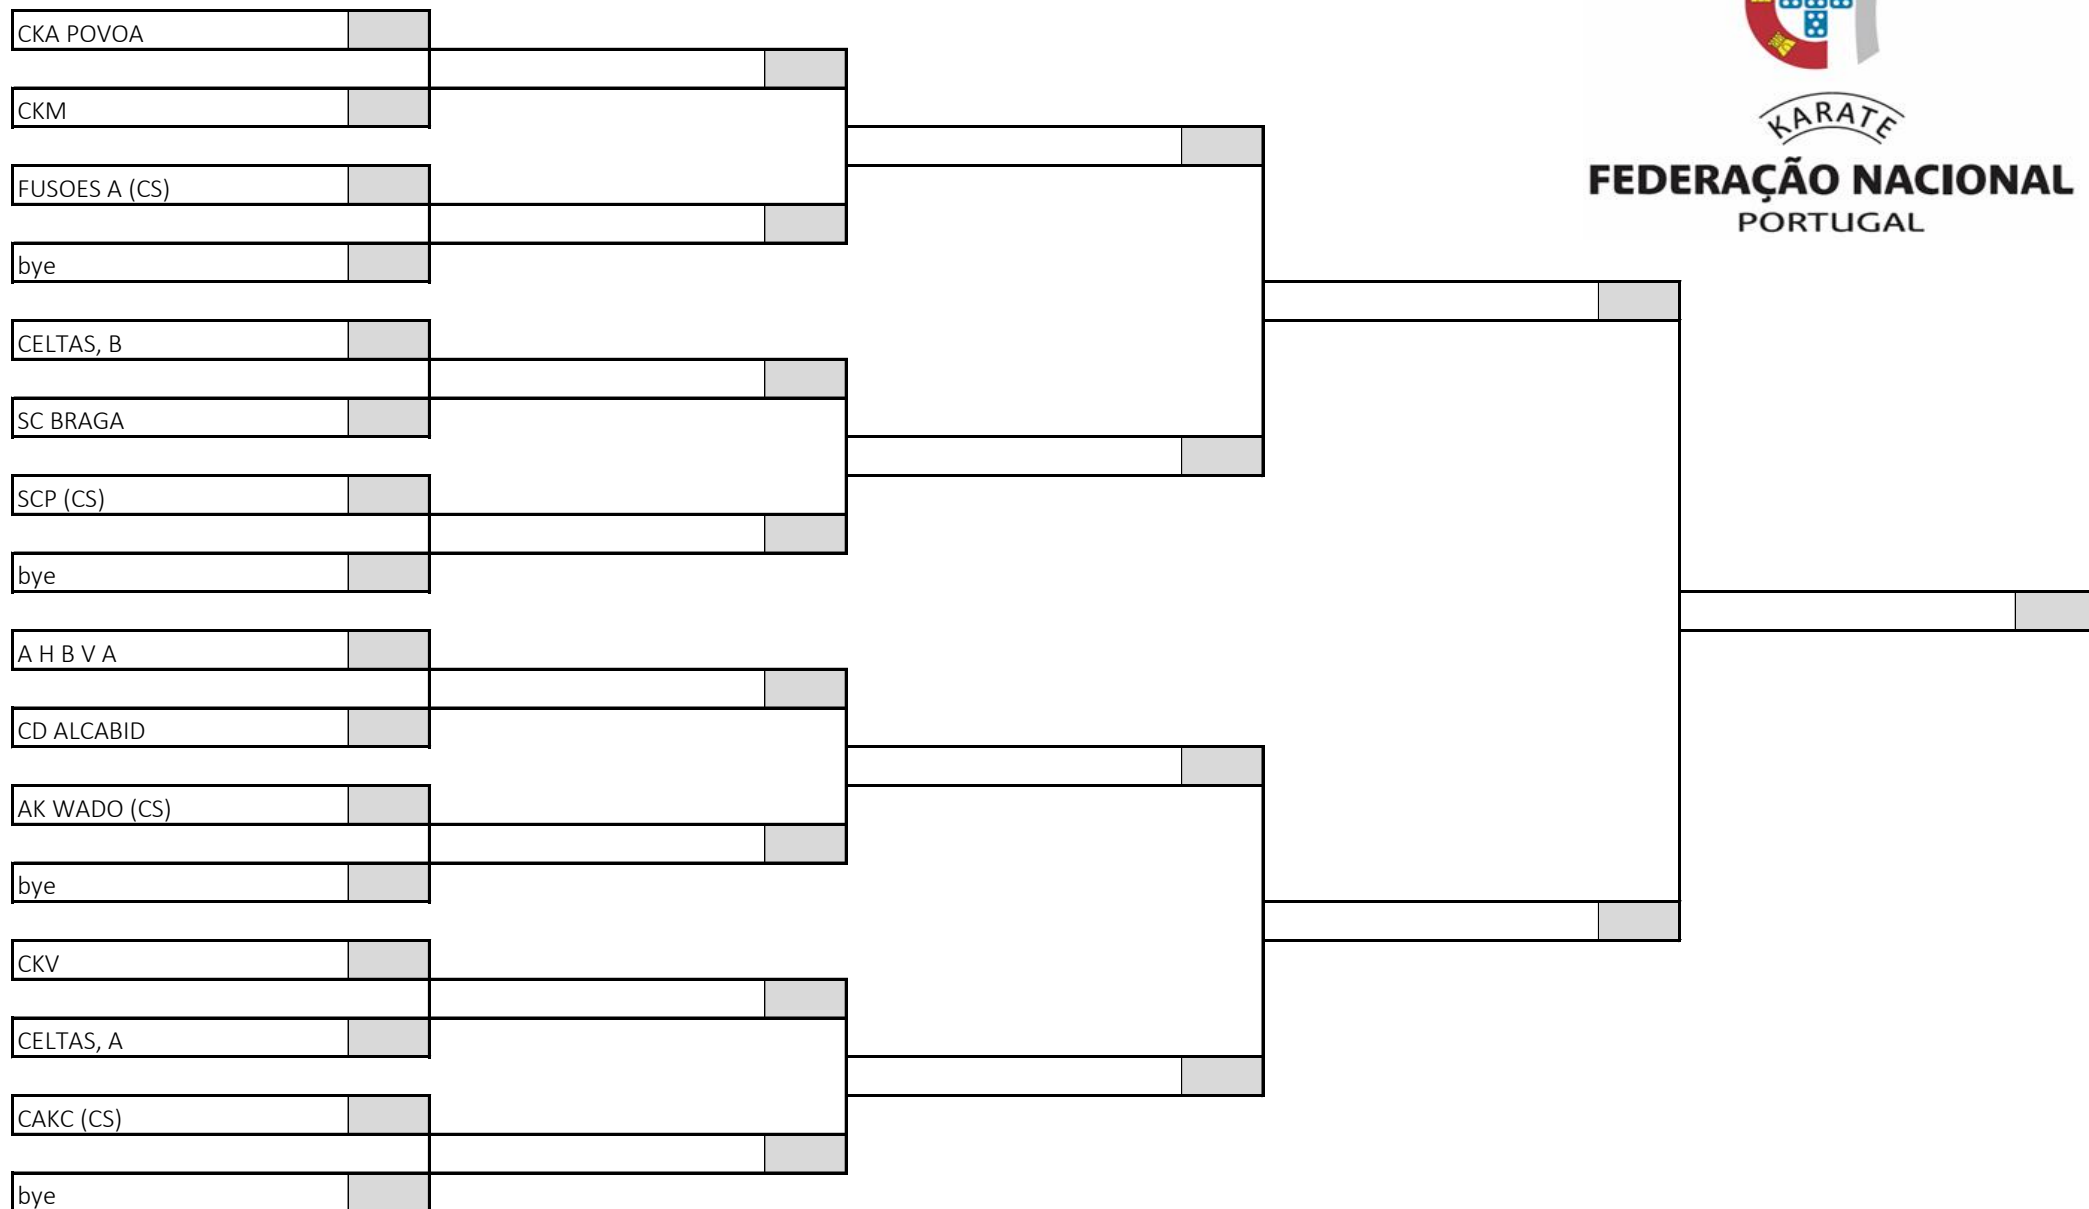 CKA POVOA
CKM
FUSOES A (CS)
bye
CELTAS, B
SC BRAGA
SCP (CS)
bye
A H B V A
CD ALCABID
AK WADO (CS)
bye
CKV
CELTAS, A
CAKC (CS)
bye
KARATE
FEDERAÇÃO NACIONAL
PORTUGAL